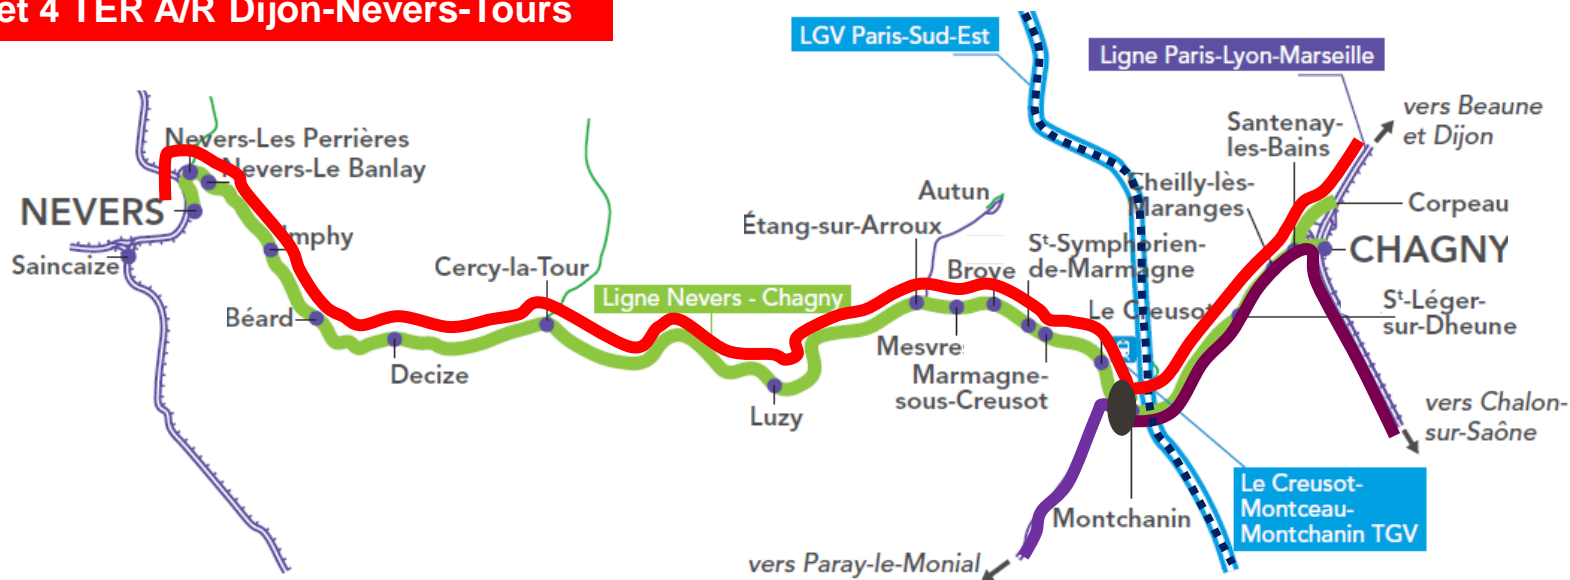 et 4 TER A/R Dijon-Nevers-Tours
LGV Paris-Sud-Est
Ligne Paris-Lyon-Marseille
vers Beaune
et Dijon
Santenay-
les-Bains
Nevers-Les Perrières
Nevers-Le Banlay
Cheilly-lès-
Maranges
Autun
Corpeau
NEVERS
Étang-sur-Arroux
Imphy
St-Symphorien-
de-Marmagne
CHAGNY
Saincaize
Cercy-la-Tour
Broye
Ligne Nevers - Chagny
Le Creusot
St-Léger-
sur-Dheune
Béard
Mesvres
Decize
Marmagne-
sous-Creusot
Luzy
vers Chalon-
sur-Saône
Le Creusot-
Montceau-
Montchanin TGV
Montchanin
vers Paray-le-Monial